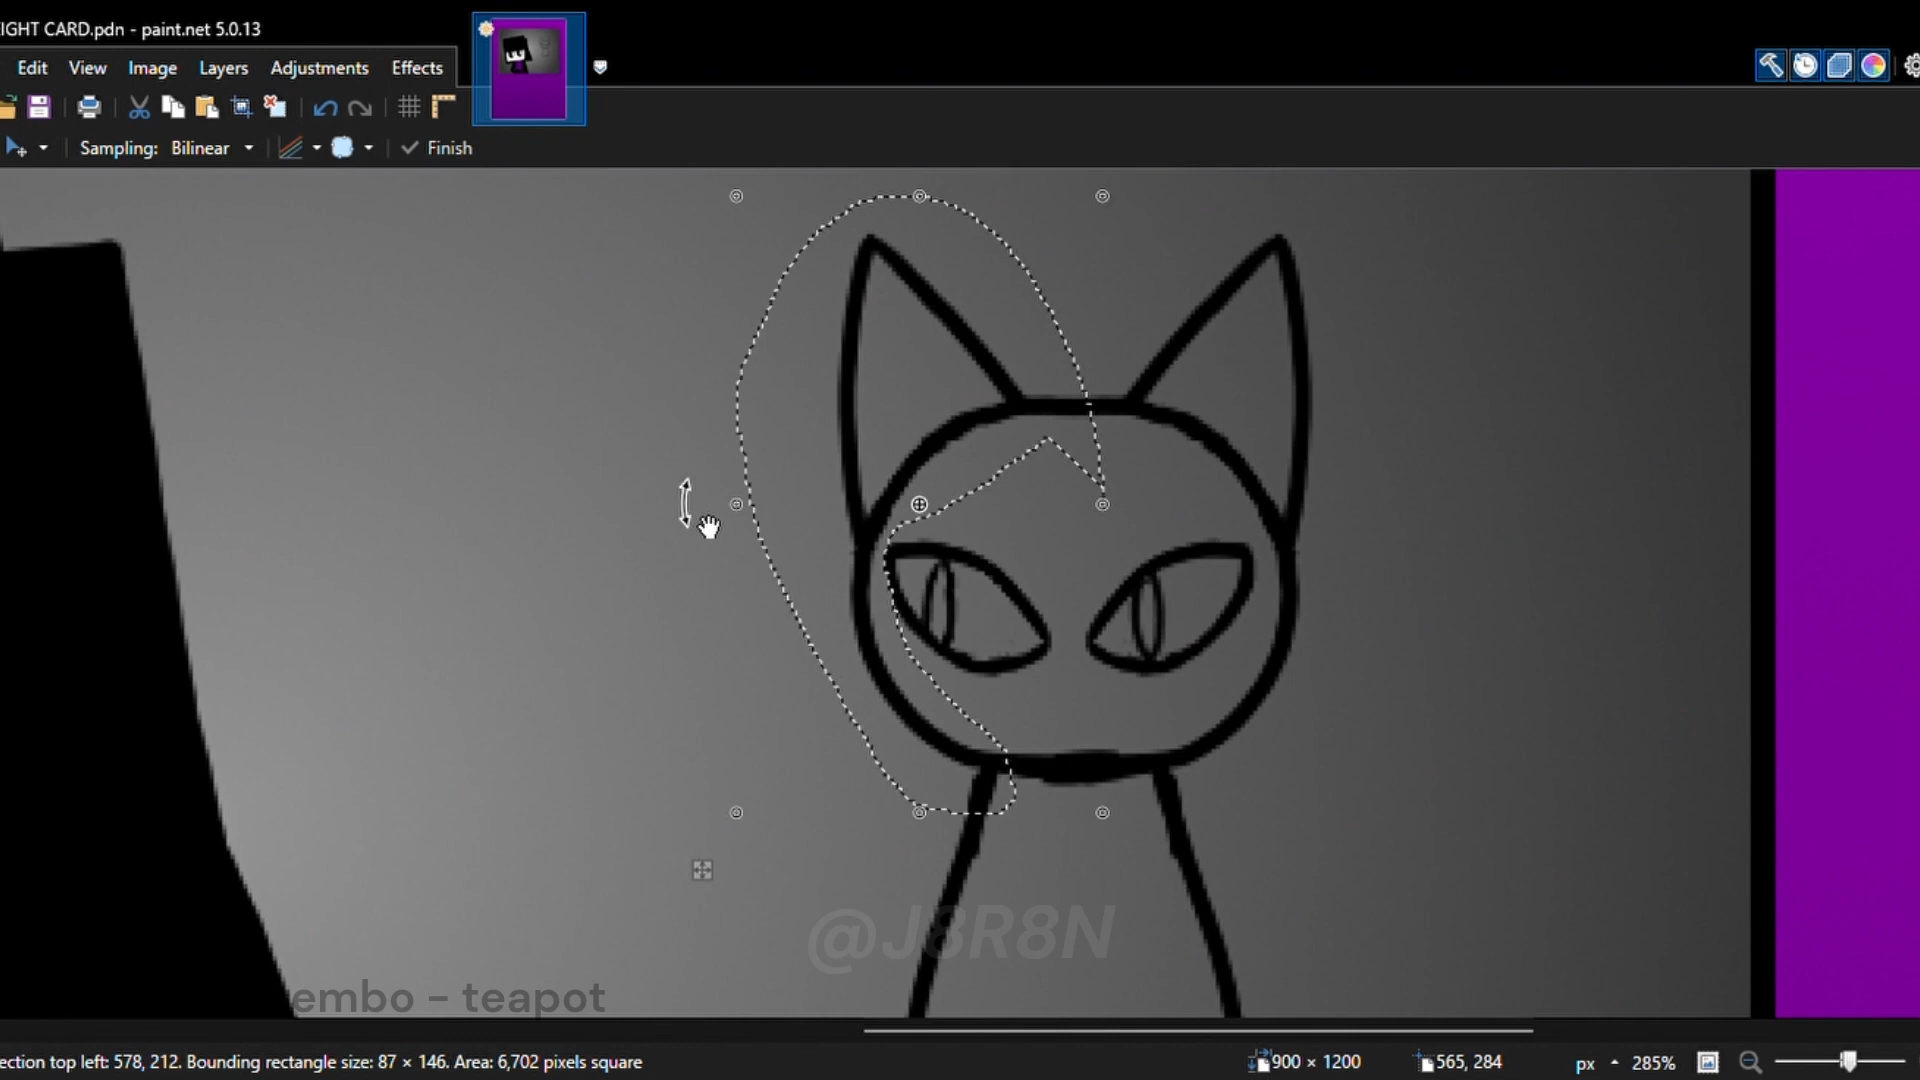 IGHT CARD.pdn - paint.net 5.0.13
Edit View Image Layers Adjustments Effects
Sampling: Bilinear Finish
@J8R8N
embo - teapot
ection top left: 578, 212. Bounding rectangle size: 87 × 146. Area: 6,702 pixels square
900 × 1200
565, 284
px
285%